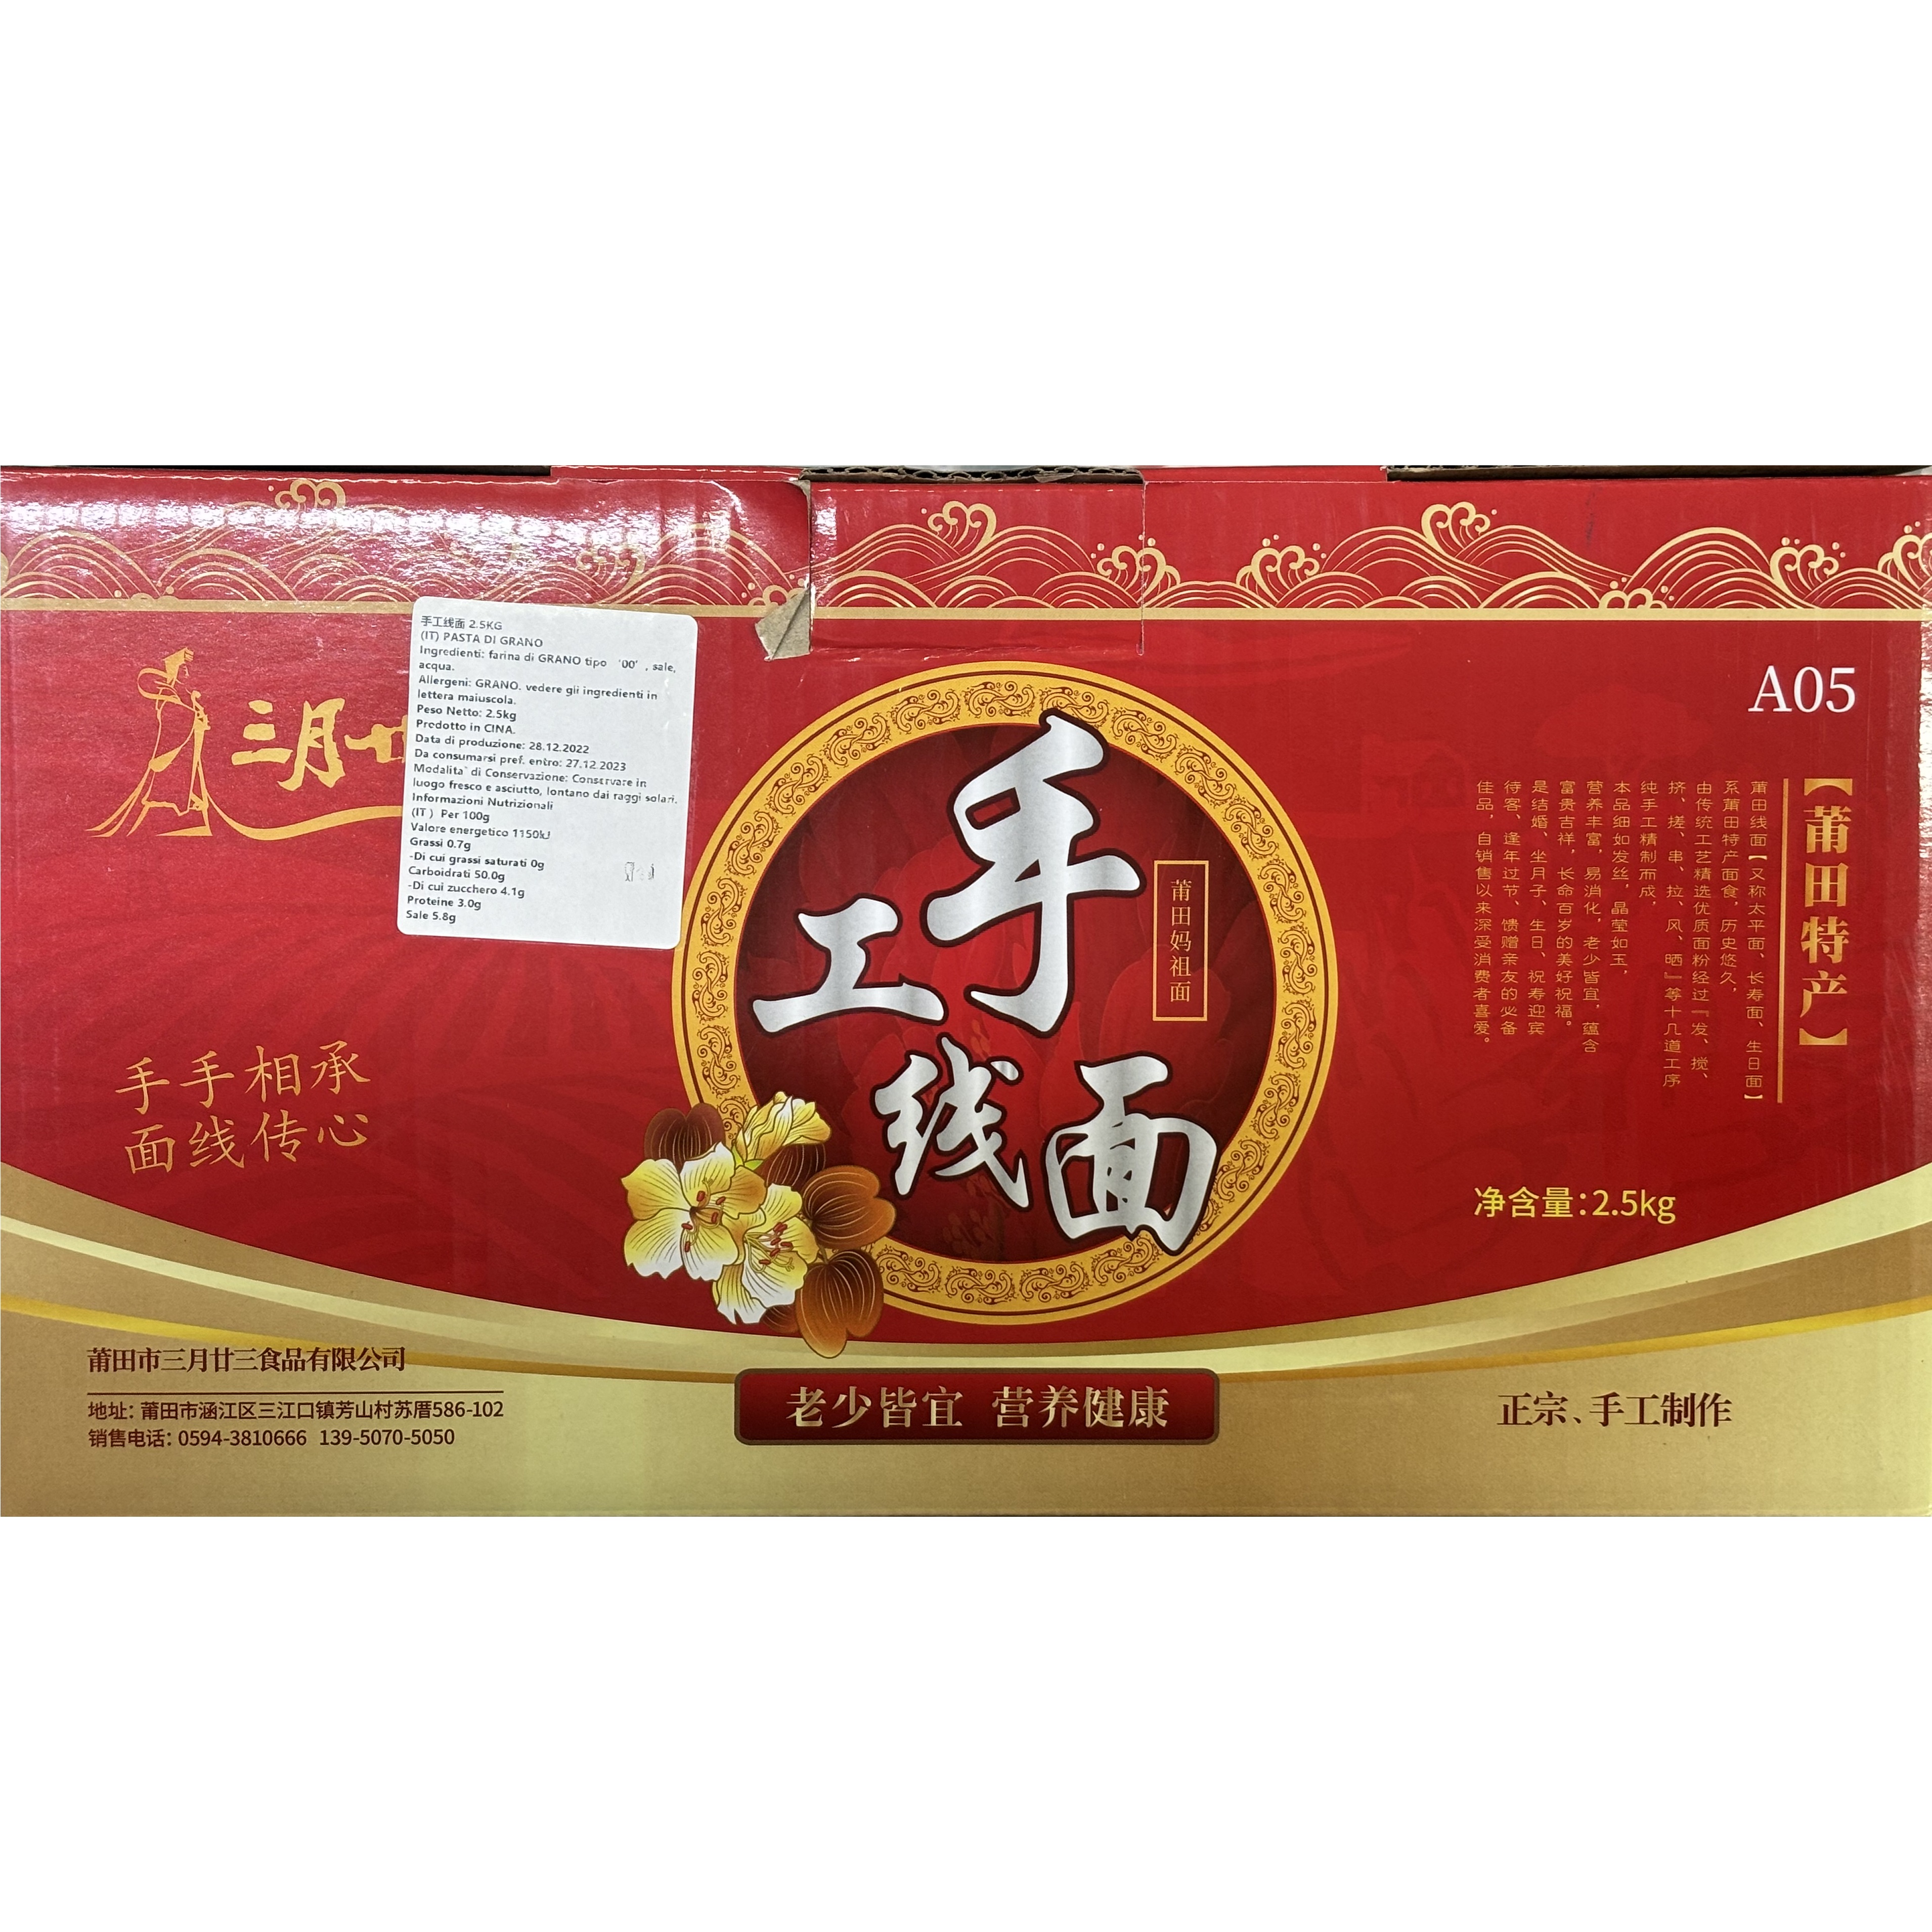 三月廿
手工线面 2.5KG
(IT) PASTA DI GRANO
Ingredienti: farina di GRANO tipo '00', sale,
acqua.
Allergeni: GRANO. vedere gli ingredienti in
lettera maiuscola.
Peso Netto: 2.5kg
Prodotto in CINA.
Data di produzione: 28.12.2022
Da consumarsi pref. entro: 27.12.2023
Modalita` di Conservazione: Conservare in
luogo fresco e asciutto, lontano dai raggi solari.
Informazioni Nutrizionali
(IT) Per 100g
Valore energetico 1150kJ
Grassi 0.7g
-Di cui grassi saturati 0g
Carboidrati 50.0g
-Di cui zucchero 4.1g
Proteine 3.0g
Sale 5.8g
手手相承
面线传心
手工
线面
莆田妈祖面
A05
【莆田特产】
莆田线面【又称太平面、长寿面、生日面】
系莆田特产面食，历史悠久，
由传统工艺精选优质面粉经过『发、搅、
挤、搓、串、拉、风、晒』等十几道工序
纯手工精制而成，
本品细如发丝，晶莹如玉，
营养丰富，易消化，老少皆宜，蕴含
富贵吉祥，长命百岁的美好祝福。
是结婚、坐月子、生日、祝寿迎宾
待客、逢年过节、馈赠亲友的必备
佳品，自销售以来深受消费者喜爱。
净含量：2.5kg
莆田市三月廿三食品有限公司
地址：莆田市涵江区三江口镇芳山村苏厝586-102
销售电话：0594-3810666 139-5070-5050
老少皆宜 营养健康
正宗、手工制作